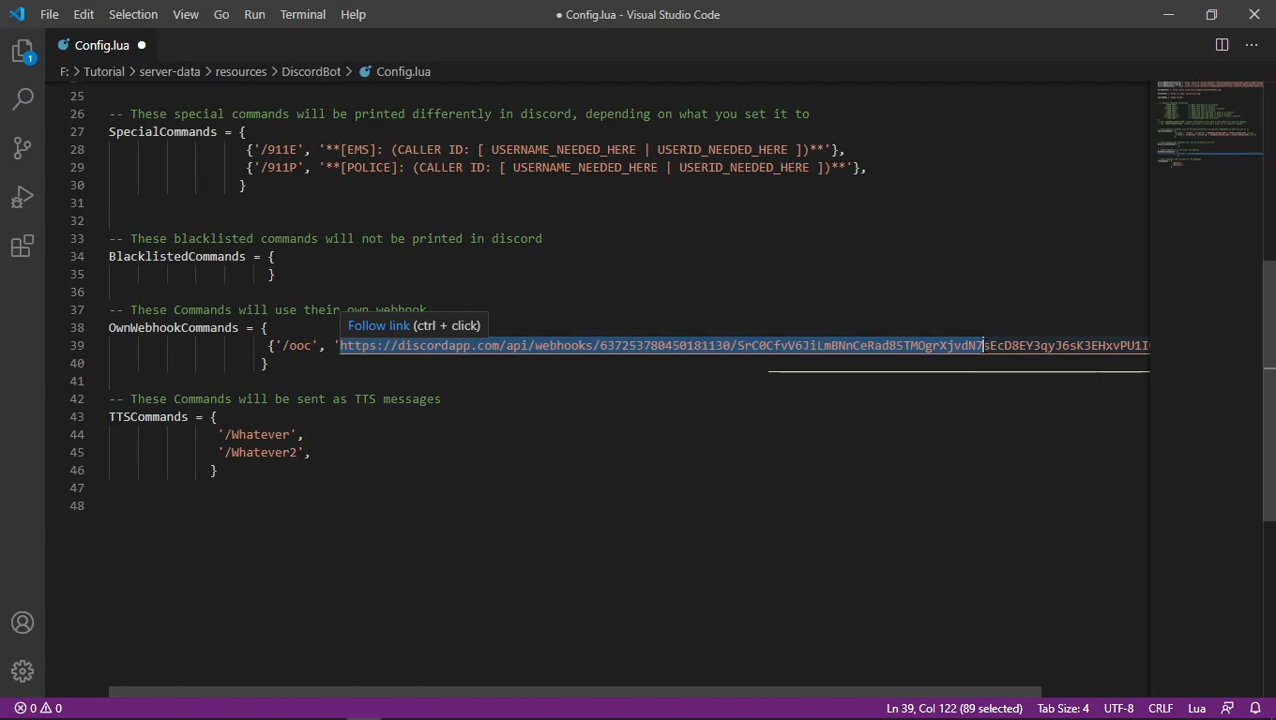 File Edit Selection View Go Run Terminal Help ● Config.lua - Visual Studio Code
Config.lua ●
F: > Tutorial > server-data > resources > DiscordBot > Config.lua
1
25
26 -- These special commands will be printed differently in discord, depending on what you set it to
27 SpecialCommands = {
28 {'/911E', '**[EMS]: (CALLER ID: [ USERNAME_NEEDED_HERE | USERID_NEEDED_HERE ])**'},
29 {'/911P', '**[POLICE]: (CALLER ID: [ USERNAME_NEEDED_HERE | USERID_NEEDED_HERE ])**'},
30 }
31
32
33 -- These blacklisted commands will not be printed in discord
34 BlacklistedCommands = {
35 }
36
37 -- These Commands will use their own webhook
Follow link (ctrl + click)
38 OwnWebhookCommands = {
39 {'/ooc', 'https://discordapp.com/api/webhooks/637253780450181130/SrC0CfvV6JiLmBNnCeRad85TMOgrXjvdN7sEcD8EY3qyJ6sK3EHxvPU1I
40 }
41
42 -- These Commands will be sent as TTS messages
43 TTSCommands = {
44 '/Whatever',
45 '/Whatever2',
46 }
47
48
0 0 Ln 39, Col 122 (89 selected) Tab Size: 4 UTF-8 CRLF Lua